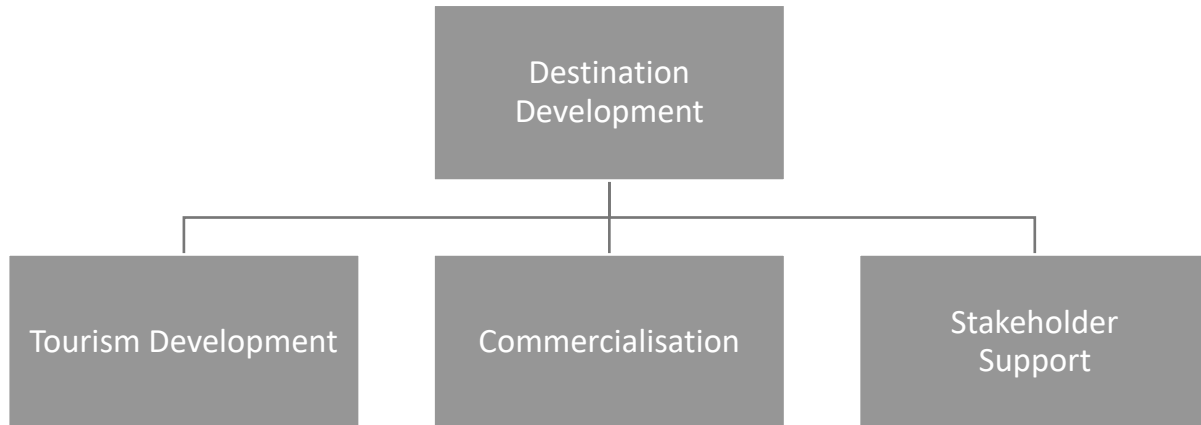 Destination
Development
Tourism Development
Commercialisation
Stakeholder
Support